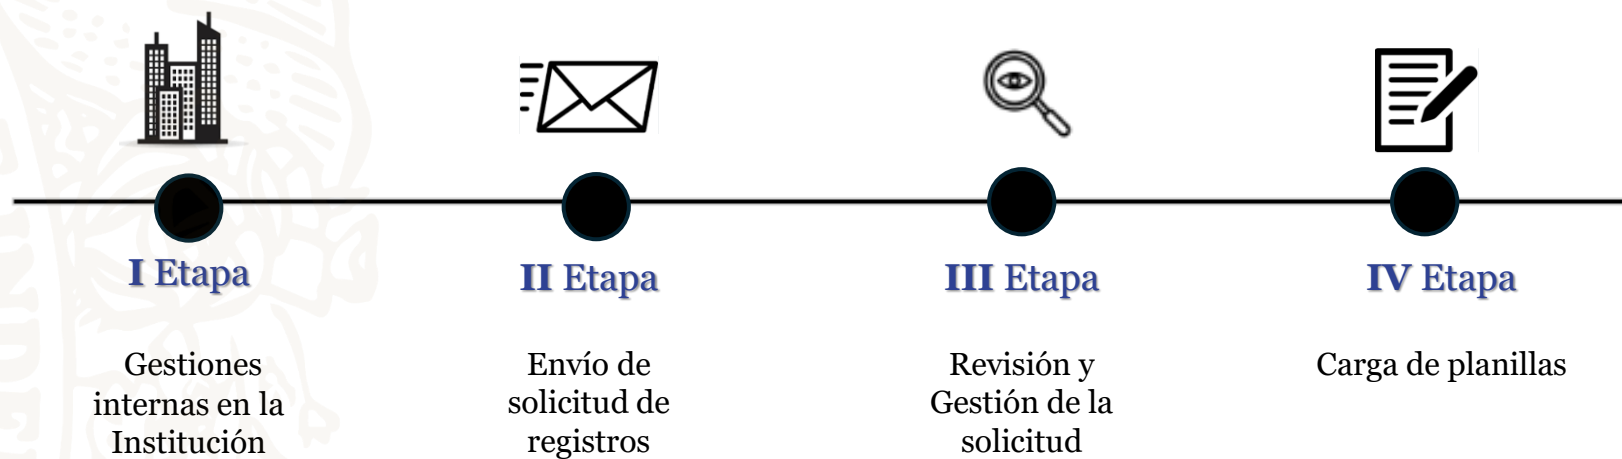 I Etapa
Gestiones
internas en la
Institución
II Etapa
Envío de
solicitud de
registros
III Etapa
Revisión y
Gestión de la
solicitud
IV Etapa
Carga de planillas